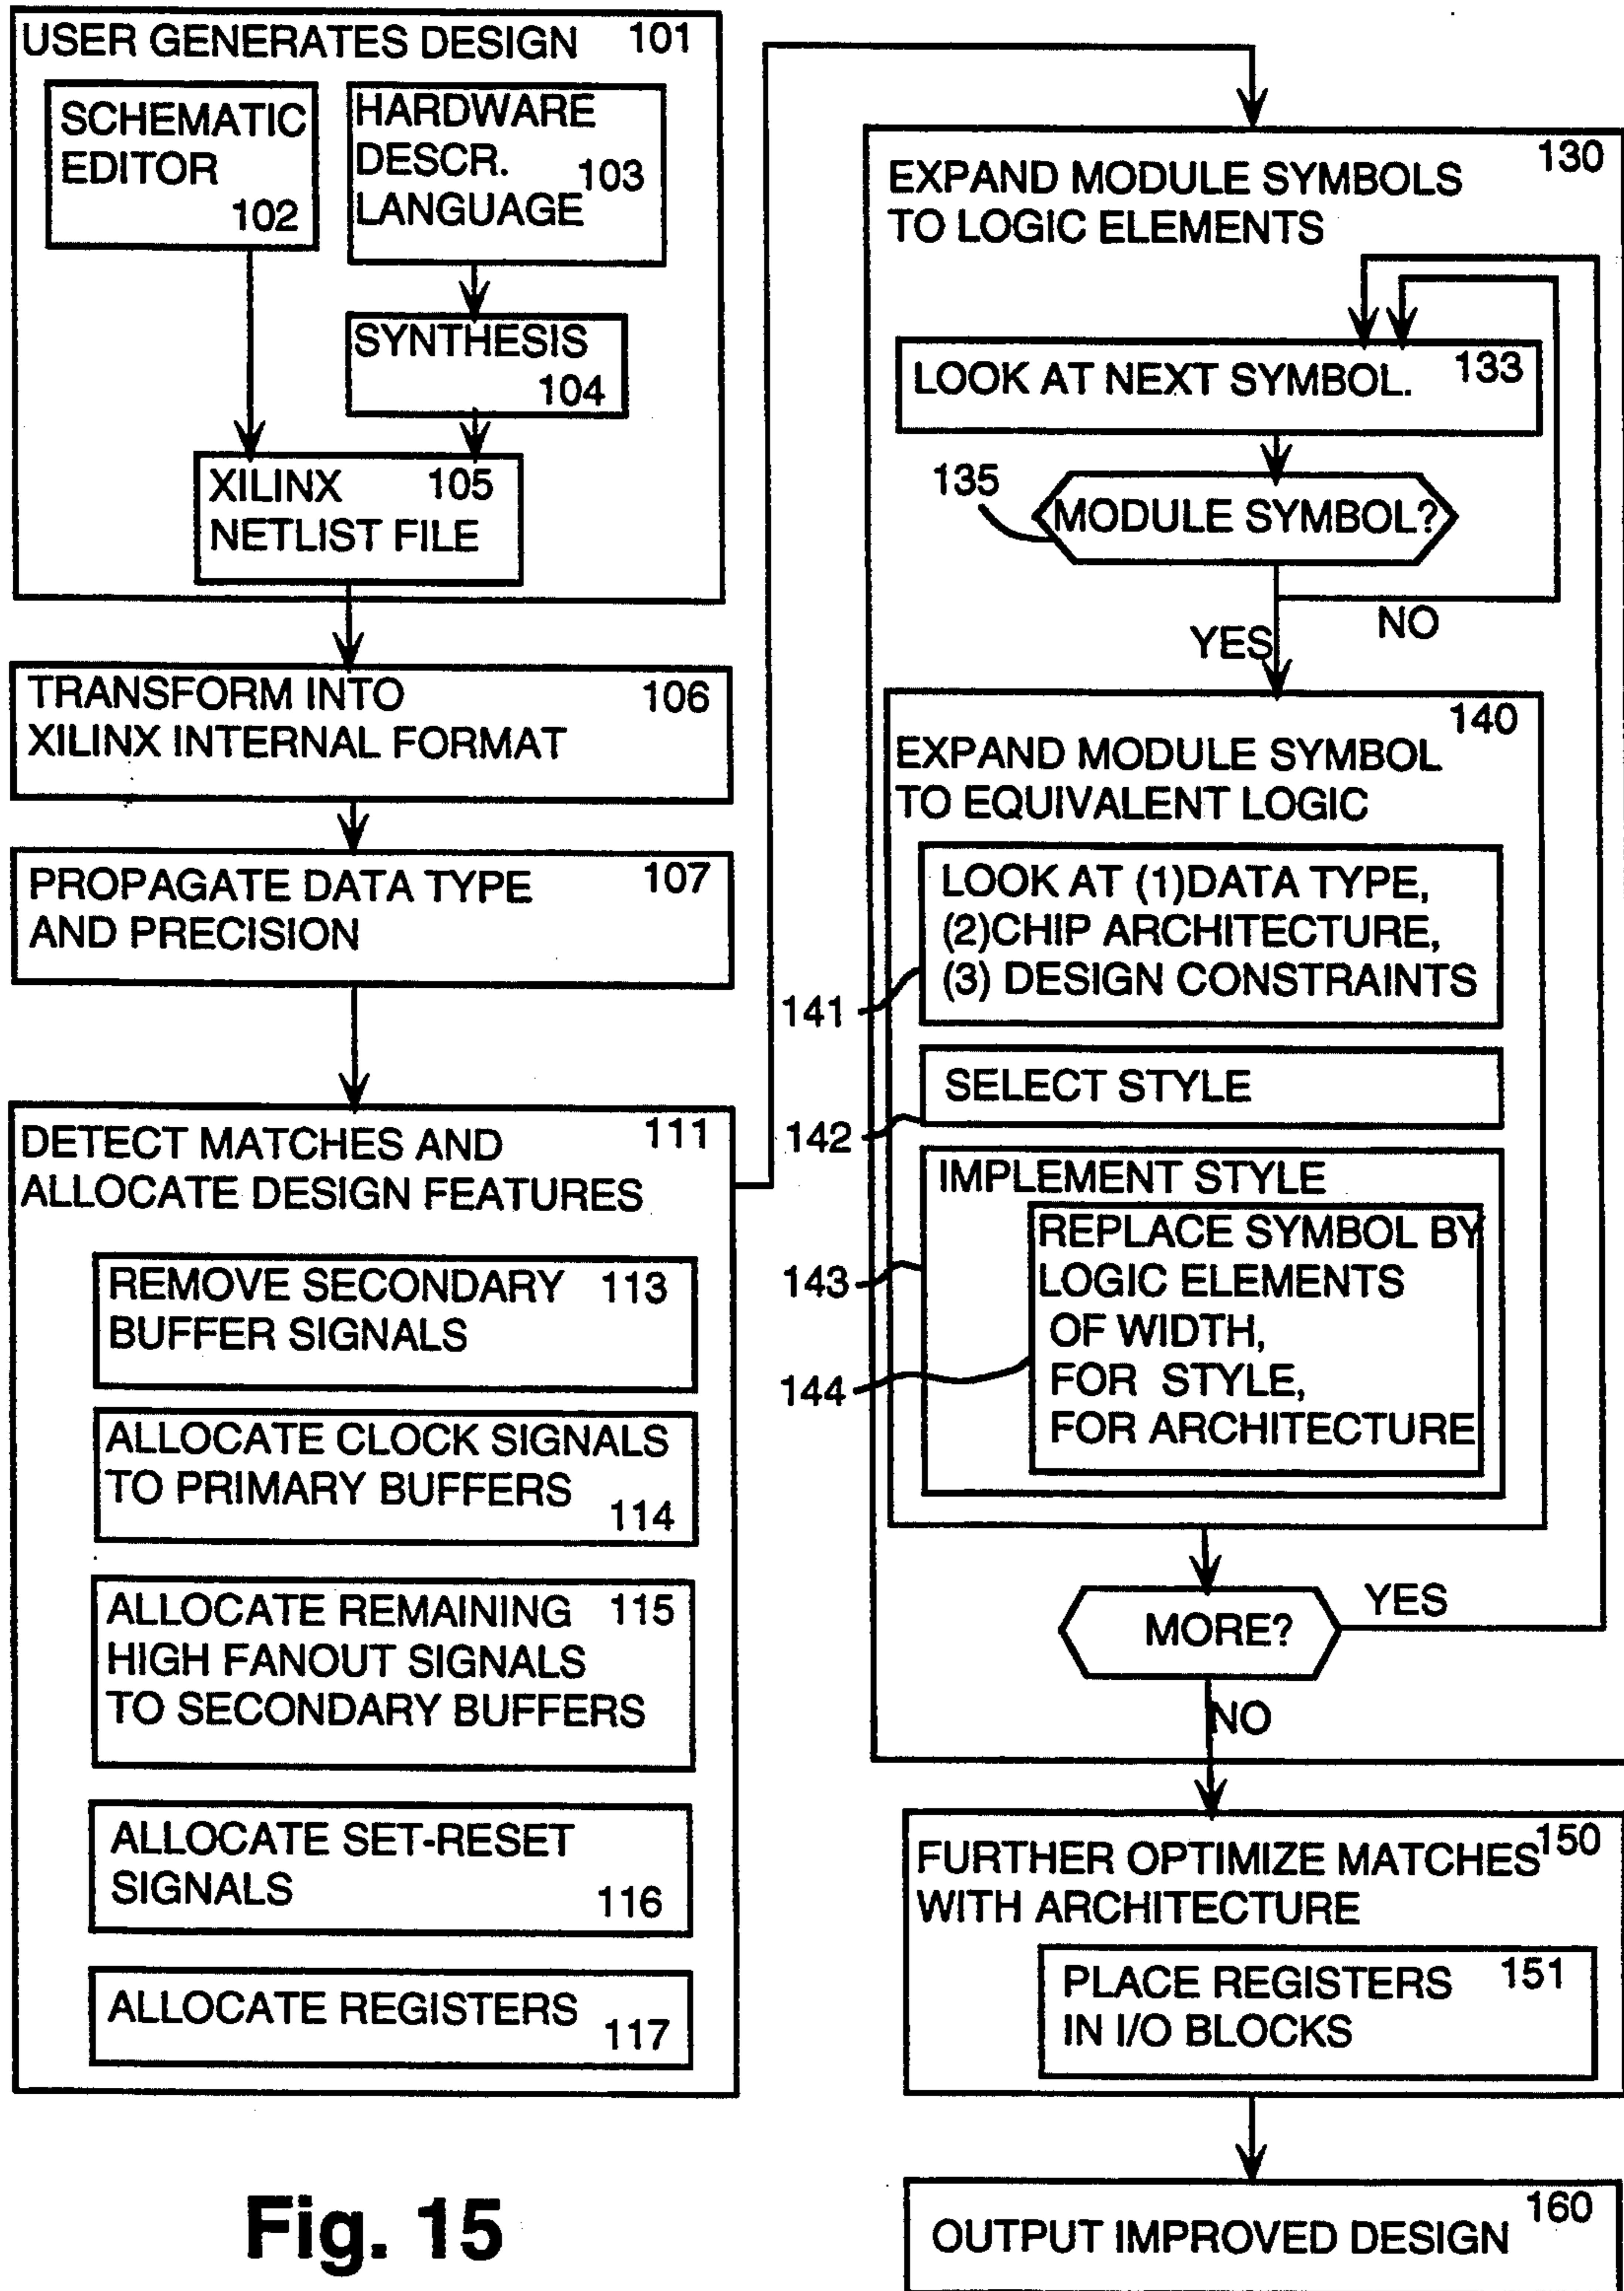 USER GENERATES DESIGN 101
SCHEMATIC
EDITOR
102
HARDWARE
DESCR.
103
LANGUAGE
SYNTHESIS
104
XILINX 105
NETLIST FILE
TRANSFORM INTO 106
XILINX INTERNAL FORMAT
PROPAGATE DATA TYPE 107
AND PRECISION
DETECT MATCHES AND 111
ALLOCATE DESIGN FEATURES
REMOVE SECONDARY 113
BUFFER SIGNALS
ALLOCATE CLOCK SIGNALS
TO PRIMARY BUFFERS
114
ALLOCATE REMAINING 115
HIGH FANOUT SIGNALS
TO SECONDARY BUFFERS
ALLOCATE SET-RESET
SIGNALS
116
ALLOCATE REGISTERS
117
130
EXPAND MODULE SYMBOLS
TO LOGIC ELEMENTS
LOOK AT NEXT SYMBOL. 133
135
MODULE SYMBOL?
NO
YES
140
EXPAND MODULE SYMBOL
TO EQUIVALENT LOGIC
LOOK AT (1)DATA TYPE,
(2)CHIP ARCHITECTURE,
(3) DESIGN CONSTRAINTS
141
SELECT STYLE
142
IMPLEMENT STYLE
REPLACE SYMBOL BY
LOGIC ELEMENTS
OF WIDTH,
FOR STYLE,
FOR ARCHITECTURE
143
144
MORE?
YES
NO
FURTHER OPTIMIZE MATCHES 150
WITH ARCHITECTURE
PLACE REGISTERS 151
IN I/O BLOCKS
160
OUTPUT IMPROVED DESIGN
Fig. 15